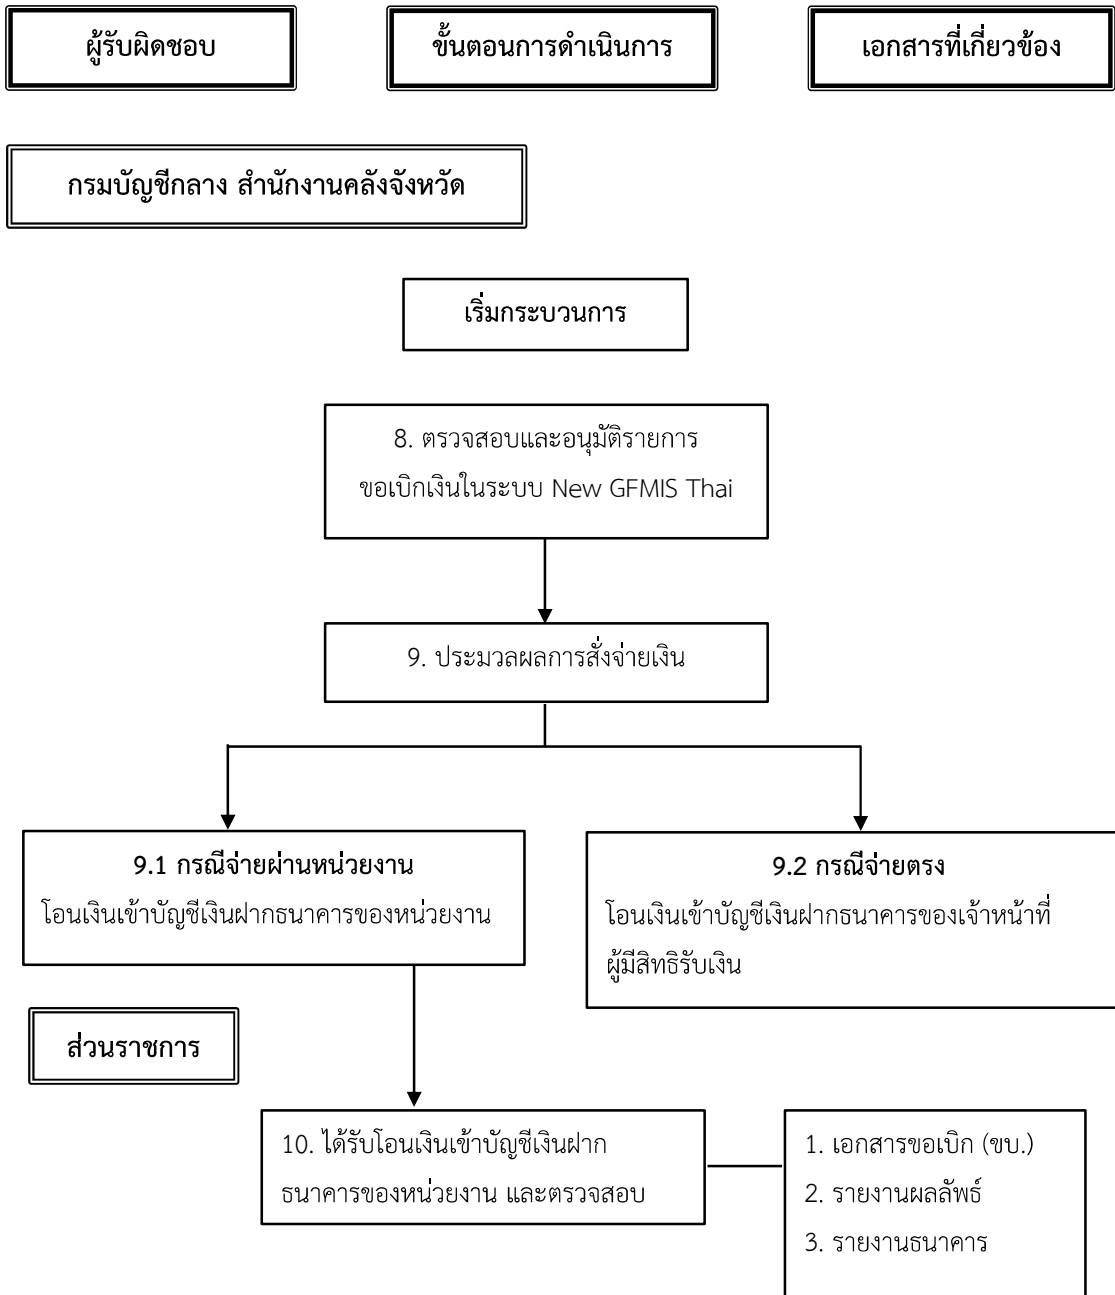 ผู้รับผิดชอบ
ขั้นตอนการดำเนินการ
เอกสารที่เกี่ยวข้อง
กรมบัญชีกลาง สำนักงานคลังจังหวัด
เริ่มกระบวนการ
8. ตรวจสอบและอนุมัติรายการ
ขอเบิกเงินในระบบ New GFMIS Thai
9. ประมวลผลการสั่งจ่ายเงิน
9.1 กรณีจ่ายผ่านหน่วยงาน
โอนเงินเข้าบัญชีเงินฝากธนาคารของหน่วยงาน
9.2 กรณีจ่ายตรง
โอนเงินเข้าบัญชีเงินฝากธนาคารของเจ้าหน้าที่
ผู้มีสิทธิรับเงิน
ส่วนราชการ
10. ได้รับโอนเงินเข้าบัญชีเงินฝาก
ธนาคารของหน่วยงาน และตรวจสอบ
1. เอกสารขอเบิก (ขบ.)
2. รายงานผลลัพธ์
3. รายงานธนาคาร